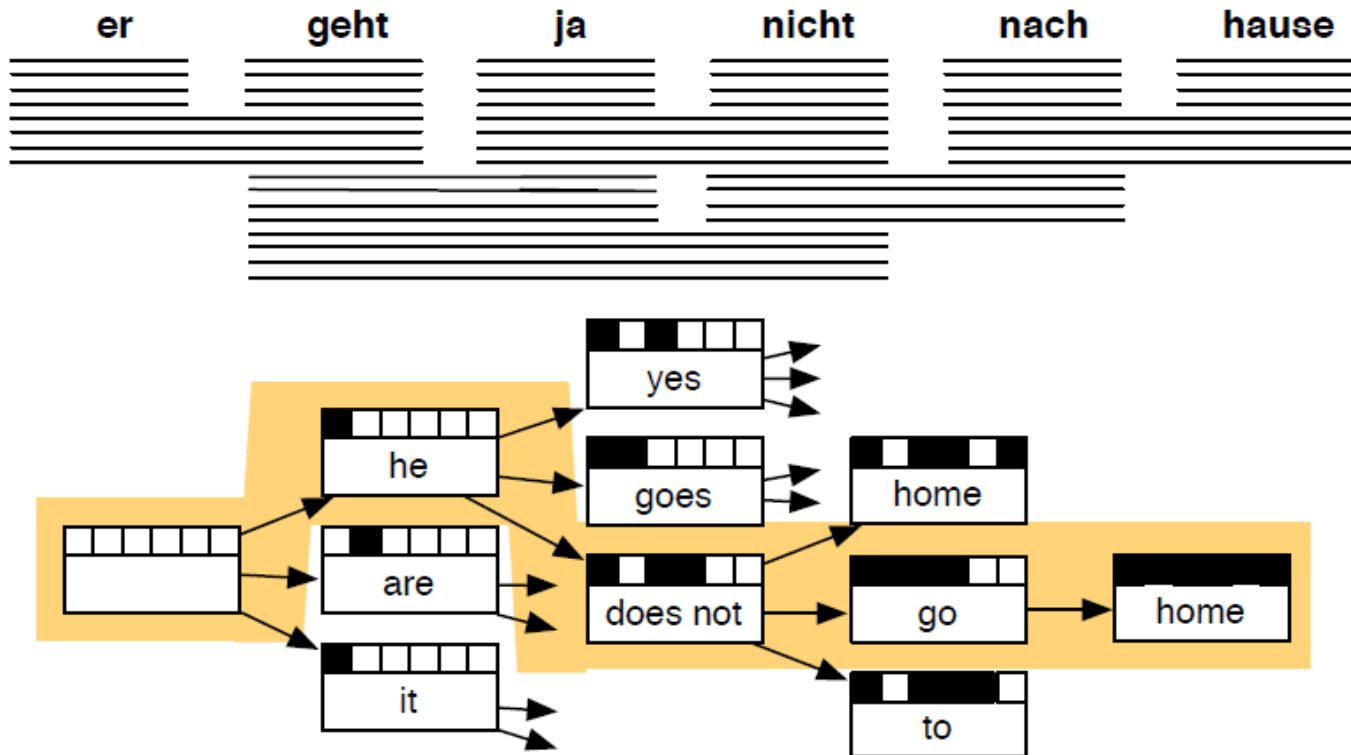 er geht ja nicht nach hause
yes
he
goes
home
are
does not
go
home
it
to